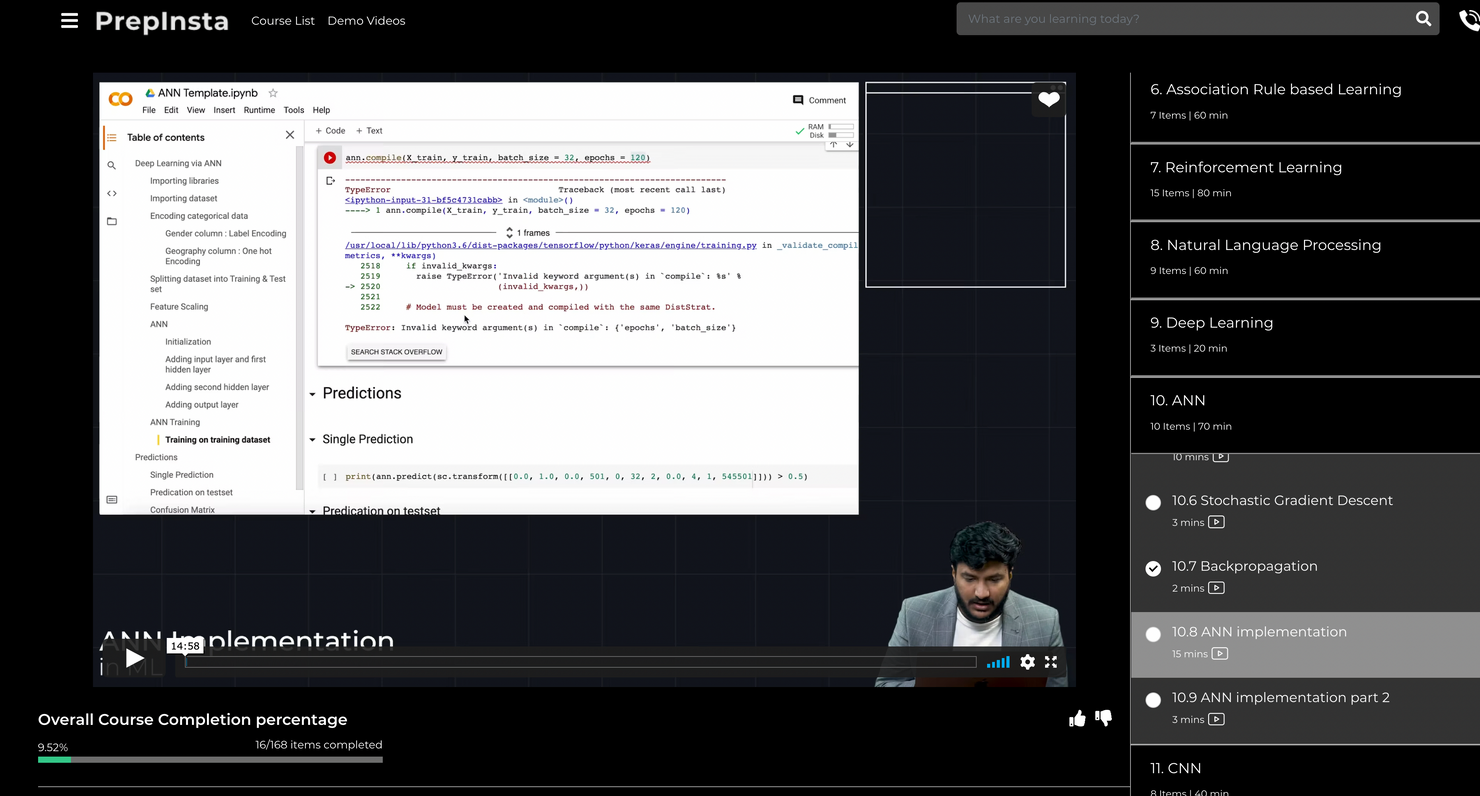 PrepInsta
Course List
Demo Videos
What are you learning today?
ANN Template.ipynb
File Edit View Insert Runtime Tools Help
Comment
Table of contents
Deep Learning via ANN
Importing libraries
Importing dataset
Encoding categorical data
Gender column : Label Encoding
Geography column : One hot
Encoding
Splitting dataset into Training & Test
set
Feature Scaling
ANN
Initialization
Adding input layer and first
hidden layer
Adding second hidden layer
Adding output layer
ANN Training
Training on training dataset
Predictions
Single Prediction
Predication on testset
Confusion Matrix
+ Code + Text
RAM
Disk
ann.compile(X_train, y_train, batch_size = 32, epochs = 120)
---------------------------------------------------------------------------
TypeError Traceback (most recent call last)
<ipython-input-31-bf5c4731cabb> in <module>()
----> 1 ann.compile(X_train, y_train, batch_size = 32, epochs = 120)
1 frames
/usr/local/lib/python3.6/dist-packages/tensorflow/python/keras/engine/training.py in _validate_compil
metrics, **kwargs)
2518 if invalid_kwargs:
2519 raise TypeError('Invalid keyword argument(s) in `compile`: %s' %
-> 2520 (invalid_kwargs,))
2521
2522 # Model must be created and compiled with the same DistStrat.
TypeError: Invalid keyword argument(s) in `compile`: {'epochs', 'batch_size'}
SEARCH STACK OVERFLOW
Predictions
Single Prediction
[ ] print(ann.predict(sc.transform([[0.0, 1.0, 0.0, 501, 0, 32, 2, 0.0, 4, 1, 545501]])) > 0.5)
Predication on testset
ANN Implementation
in ML
14:58
Overall Course Completion percentage
9.52%
16/168 items completed
6. Association Rule based Learning
7 Items | 60 min
7. Reinforcement Learning
15 Items | 80 min
8. Natural Language Processing
9 Items | 60 min
9. Deep Learning
3 Items | 20 min
10. ANN
10 Items | 70 min
10 mins
10.6 Stochastic Gradient Descent
3 mins
10.7 Backpropagation
2 mins
10.8 ANN implementation
15 mins
10.9 ANN implementation part 2
3 mins
11. CNN
8 Items | 40 min